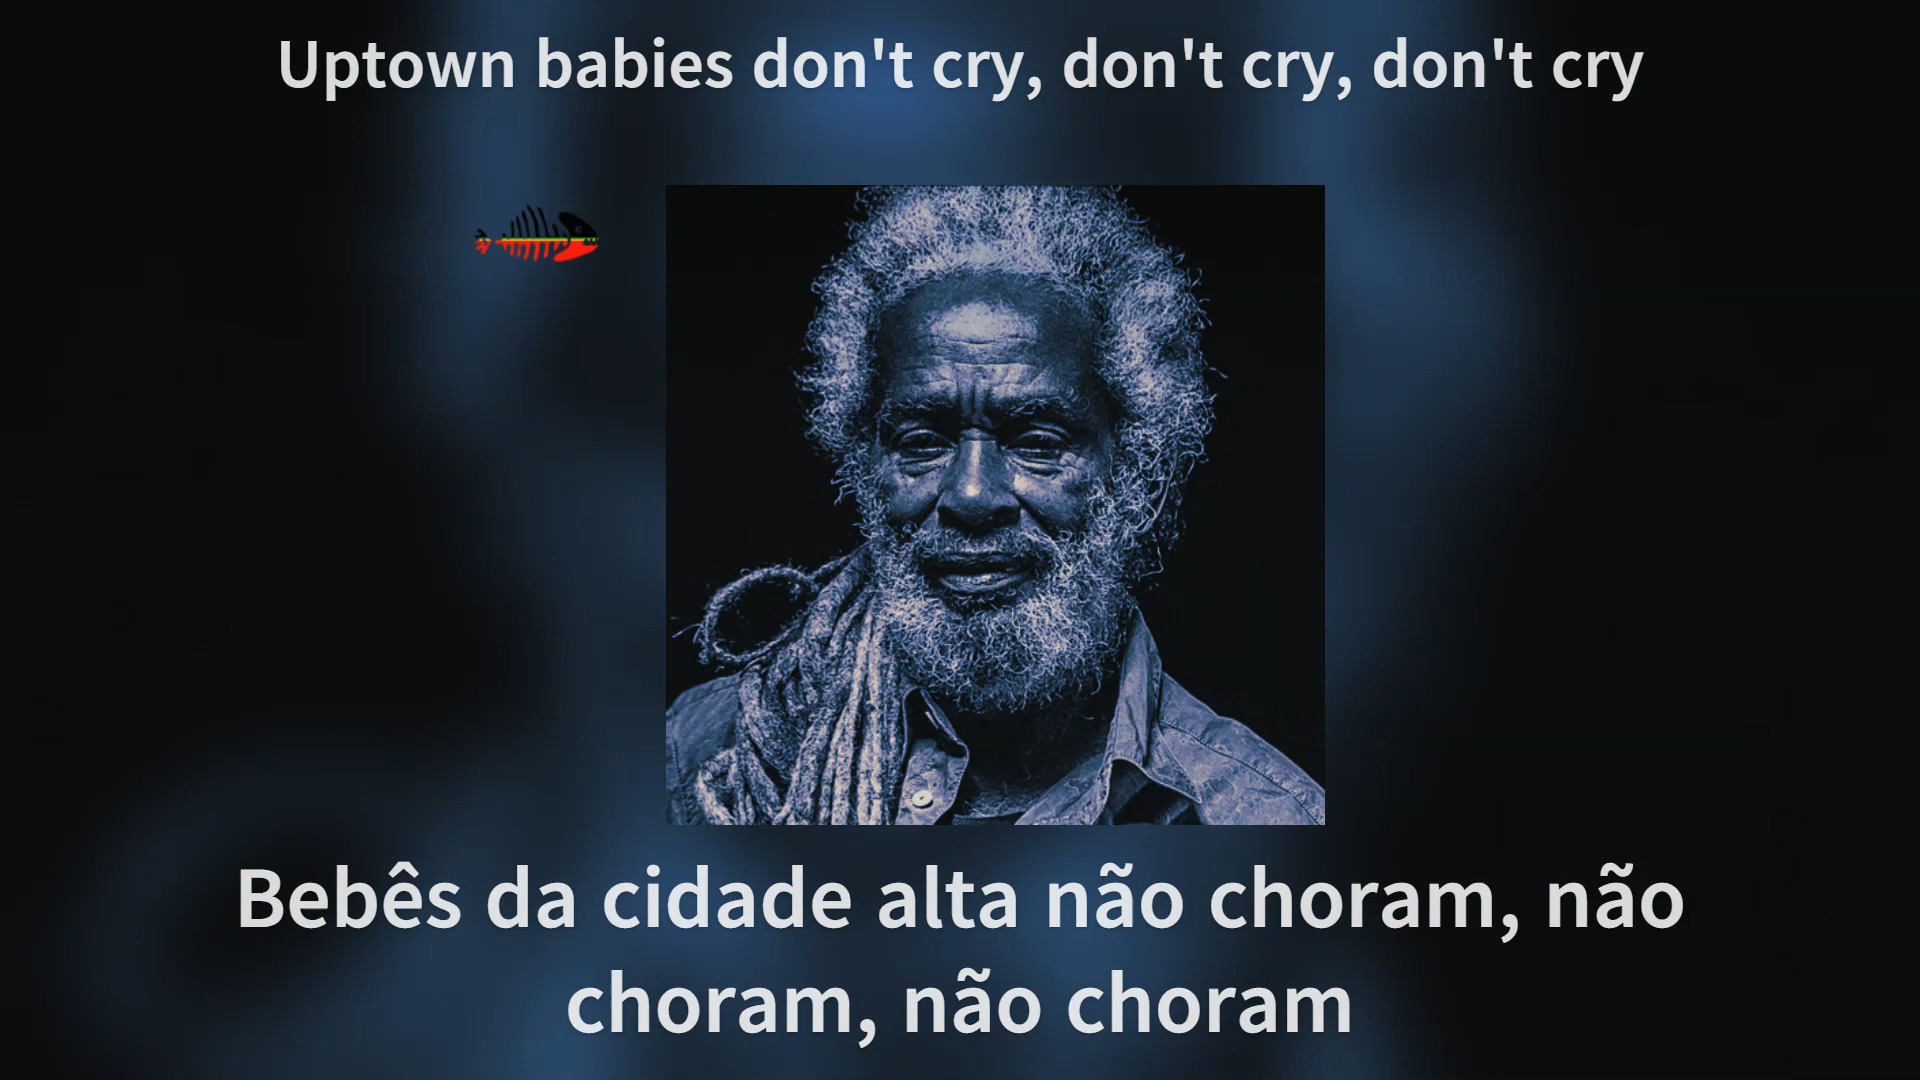 Uptown babies don't cry, don't cry, don't cry
Bebês da cidade alta não choram, não
choram, não choram